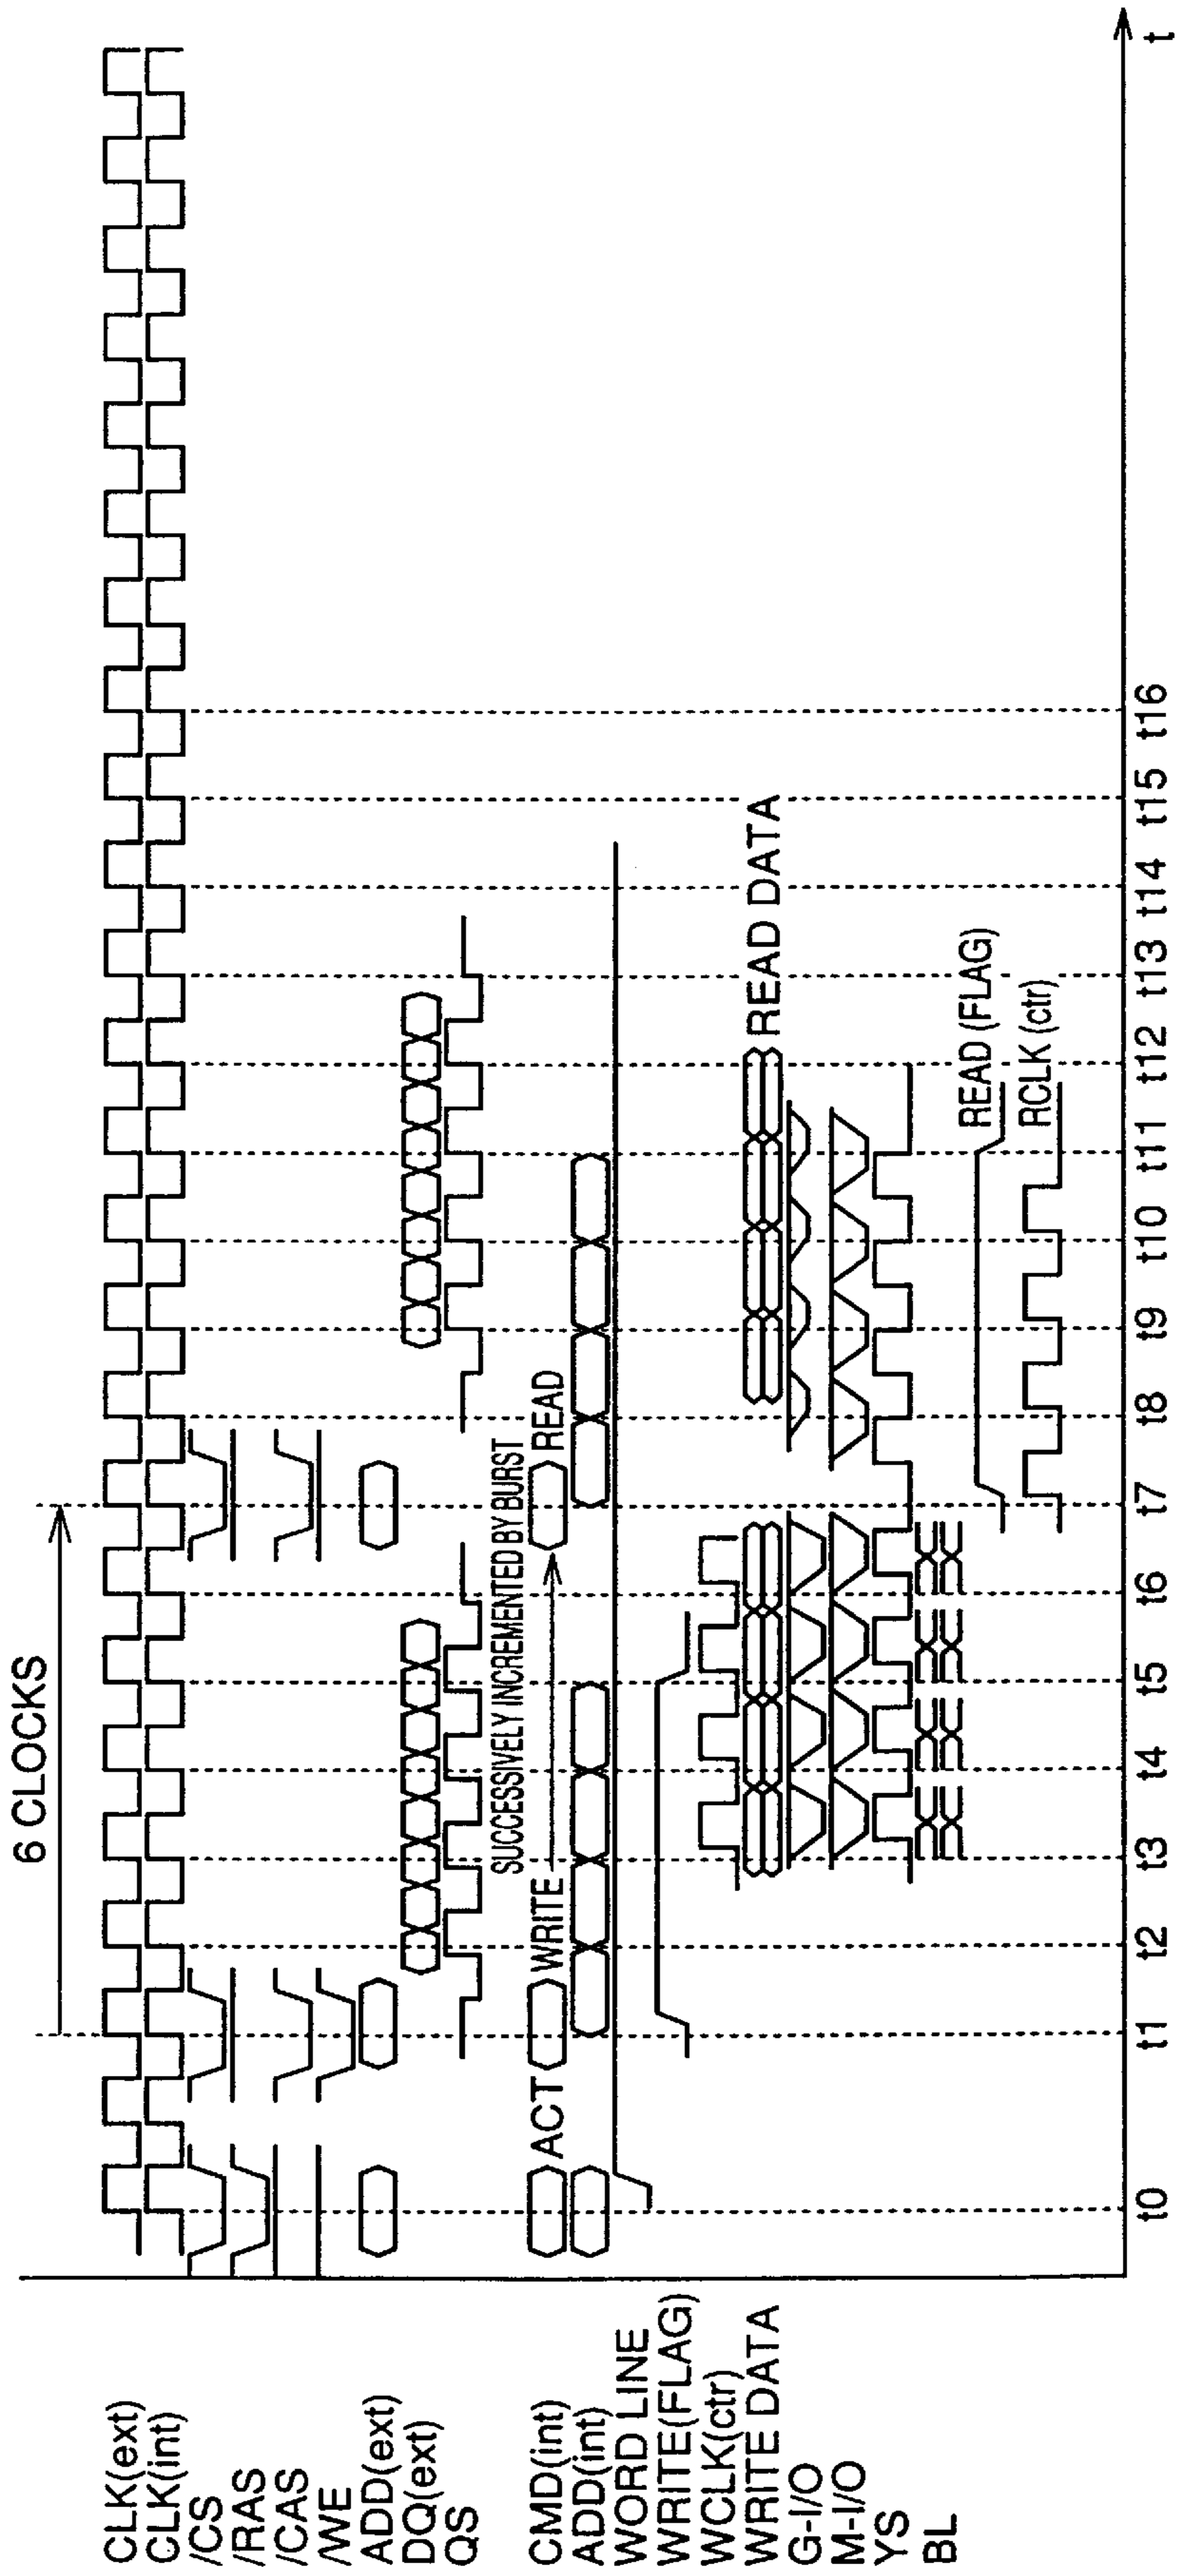 6 CLOCKS
CLK(ext)
CLK(int)
/CS
/RAS
/CAS
/WE
ADD(ext)
DQ(ext)
QS
SUCCESSIVELY INCREMENTED BY BURST
CMD(int) ACT WRITE READ
ADD(int)
WORD LINE
WRITE(FLAG)
WCLK(ctr)
WRITE DATA READ DATA
G-I/O
M-I/O
YS
BL
READ (FLAG)
RCLK (ctr)
t0 t1 t2 t3 t4 t5 t6 t7 t8 t9 t10 t11 t12 t13 t14 t15 t16 t